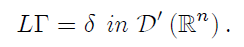 LΓ = δ in 𝒟′ (ℝⁿ) .